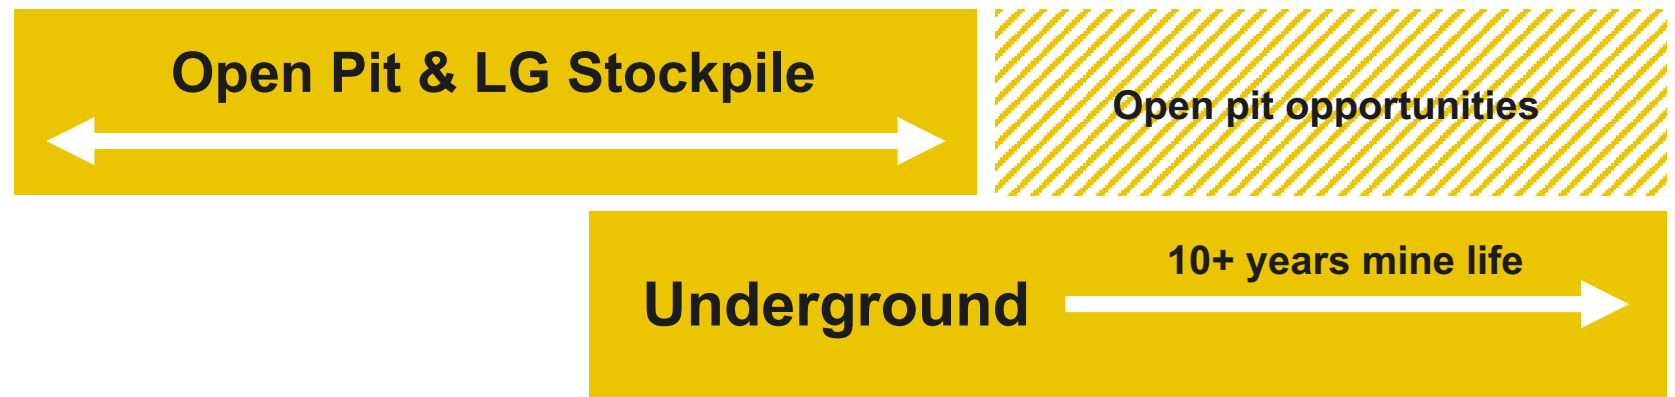 Open Pit & LG Stockpile
Open pit opportunities
10+ years mine life
Underground